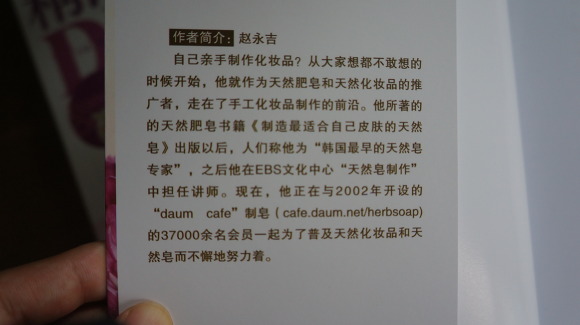 作者简介：赵永吉
自己亲手制作化妆品？从大家想都不敢想的
时候开始，他就作为天然肥皂和天然化妆品的推
广者，走在了手工化妆品制作的前沿。他所著的
的天然肥皂书籍《制造最适合自己皮肤的天然
皂》出版以后，人们称他为“韩国最早的天然皂
专家”，之后他在EBS文化中心“天然皂制作”
中担任讲师。现在，他正在与2002年开设的
“daum cafe”制皂（cafe.daum.net/herbsoap)
的37000余名会员一起为了普及天然化妆品和天
然皂而不懈地努力着。